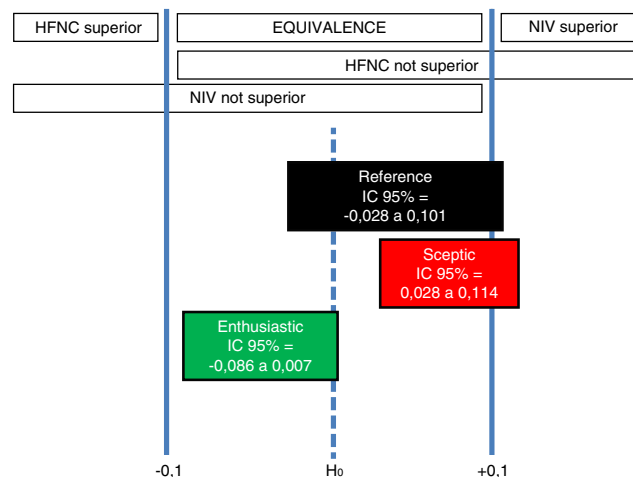 HFNC superior
EQUIVALENCE
NIV superior
HFNC not superior
NIV not superior
Reference
IC 95% =
-0,028 a 0,101
Sceptic
IC 95% =
0,028 a 0,114
Enthusiastic
IC 95% =
-0,086 a 0,007
-0,1
H₀
+0,1